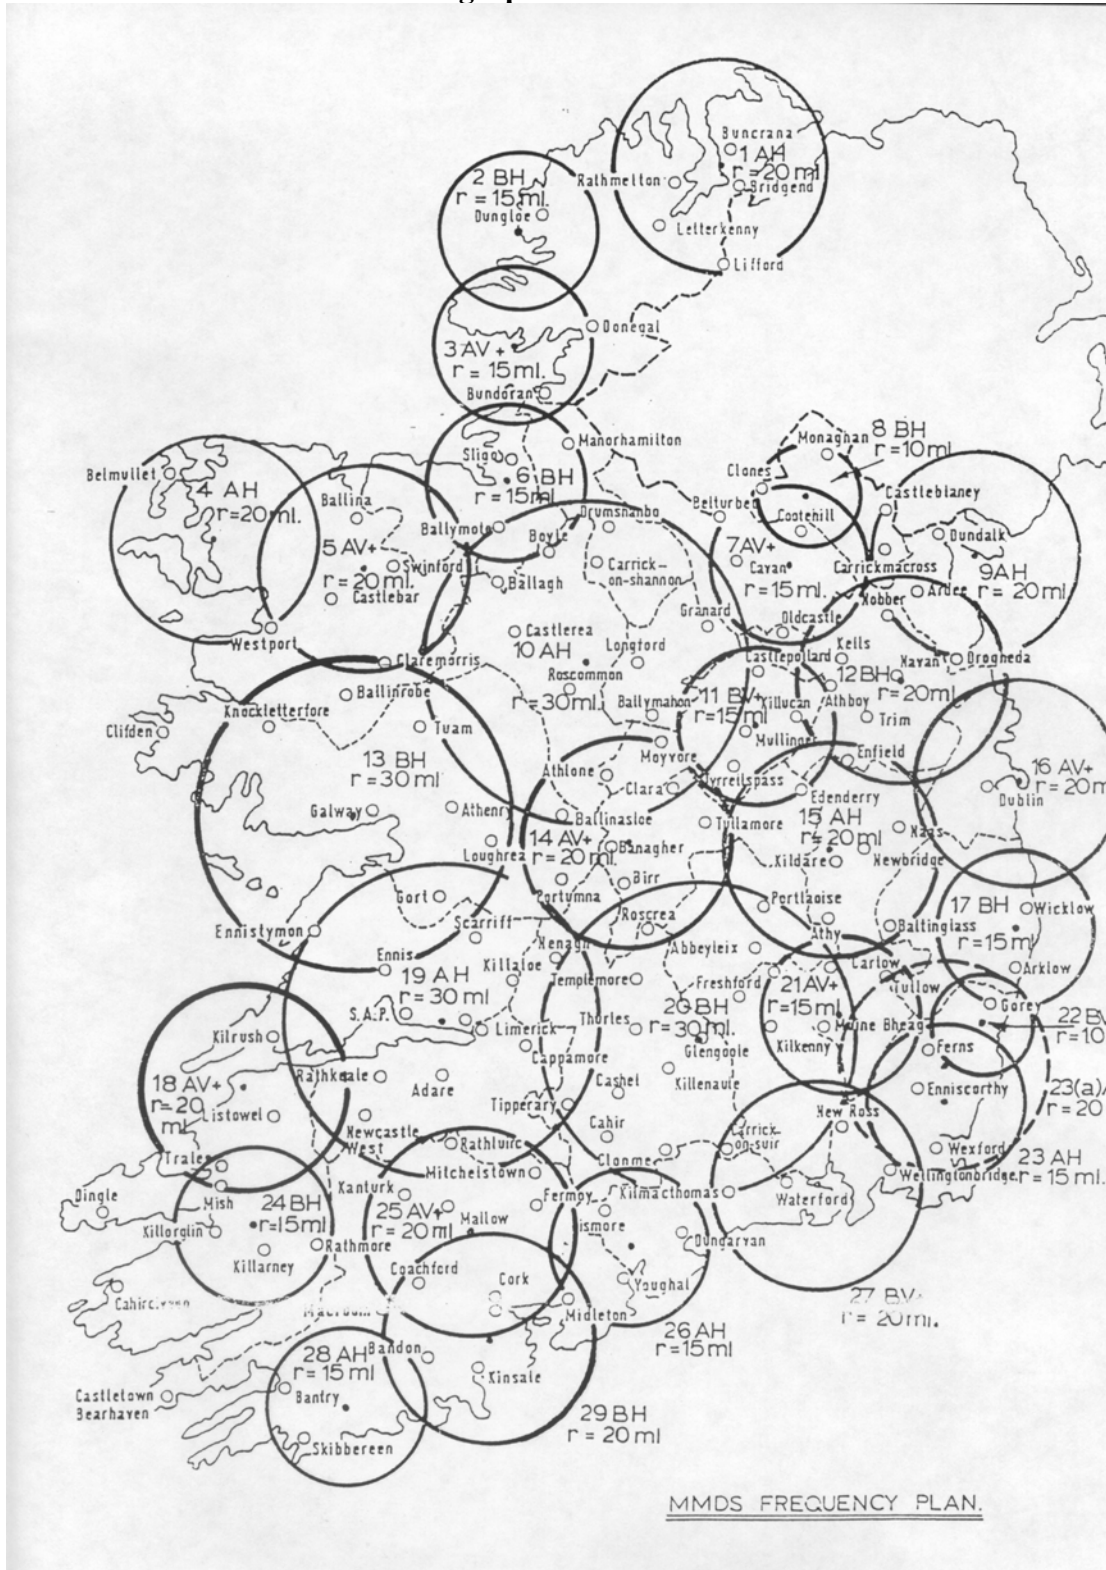 Buncrana
1 AH
r = 20 ml
Rathmelton
Bridgend
Letterkenny
Lifford
2 BH
r = 15 ml.
Dungloe
Donegal
3 AV +
r = 15 ml.
Bundoran
Manorhamilton
Sligo
6 BH
r = 15 ml.
Monaghan
8 BH
r = 10 ml
Clones
Castleblaney
Belmullet
4 AH
r = 20 ml.
Ballina
5 AV+
r = 20 ml.
Swinford
Castlebar
Westport
Claremorris
Ballymote
Boyle
Drumshanbo
Ballagh
Carrick-
on-shannon
Belturbed
Cootehill
Dundalk
7 AV+
Cavan
r = 15 ml.
Carrickmacross
9 AH
r = 20 ml.
Ardee
Nobber
Granard
Oldcastle
Castlerea
10 AH
Longford
Roscommon
r = 30 ml.
Kells
Castlepollard
Navan
Drogheda
12 BH
r = 20 ml.
Ballymahon
11 BV+
r = 15 ml
Killucan
Athboy
Trim
Mullingar
Moyvore
Enfield
Tyrrellspass
Ballinrobe
Knockletterfore
Clifden
Tuam
13 BH
r = 30 ml
Galway
Athenry
Loughrea
Athlone
Clara
Edenderry
16 AV+
r = 20 m
Dublin
Ballinasloe
Tullamore
15 AH
r = 20 ml
Naas
14 AV+
r = 20 ml.
Banagher
Kildare
Newbridge
Birr
Portumna
Portlaoise
Gort
Scarriff
Roscrea
Athy
Baltinglass
17 BH
r = 15 ml
Wicklow
Ennistymon
Ennis
Nenagh
Abbeyleix
Killaloe
Templemore
Freshford
Carlow
Tullow
Arklow
19 AH
r = 30 ml
S.A.P.
Limerick
Thurles
20 BH
r = 30 ml.
21 AV+
r = 15 ml.
Gorey
22 BV
r = 10
Kilrush
Cappamore
Glengoole
Kilkenny
Muine Bheag
Ferns
Rathkeale
Adare
Cashel
Killenaule
Enniscorthy
23(a)A
r = 20
18 AV+
r = 20
ml
Listowel
Tipperary
Cahir
New Ross
Newcastle
West
Rathluirc
Carrick
on-suir
Wexford
23 AH
r = 15 ml.
Tralee
Mitchelstown
Clonmel
Wellingtonbridge
Mish
Dingle
24 BH
r = 15 ml
Kanturk
25 AV+
r = 20 ml
Mallow
Fermoy
Kilmacthomas
Waterford
ismore
Killorglin
Rathmore
Killarney
Dungarvan
Coachford
Cork
Youghal
Midleton
27 BV+
r = 20 ml.
26 AH
r = 15 ml
28 AH
r = 15 ml
Bandon
Kinsale
Castletown
Bearhaven
Bantry
29 BH
r = 20 ml
Skibbereen
MMDS FREQUENCY PLAN.